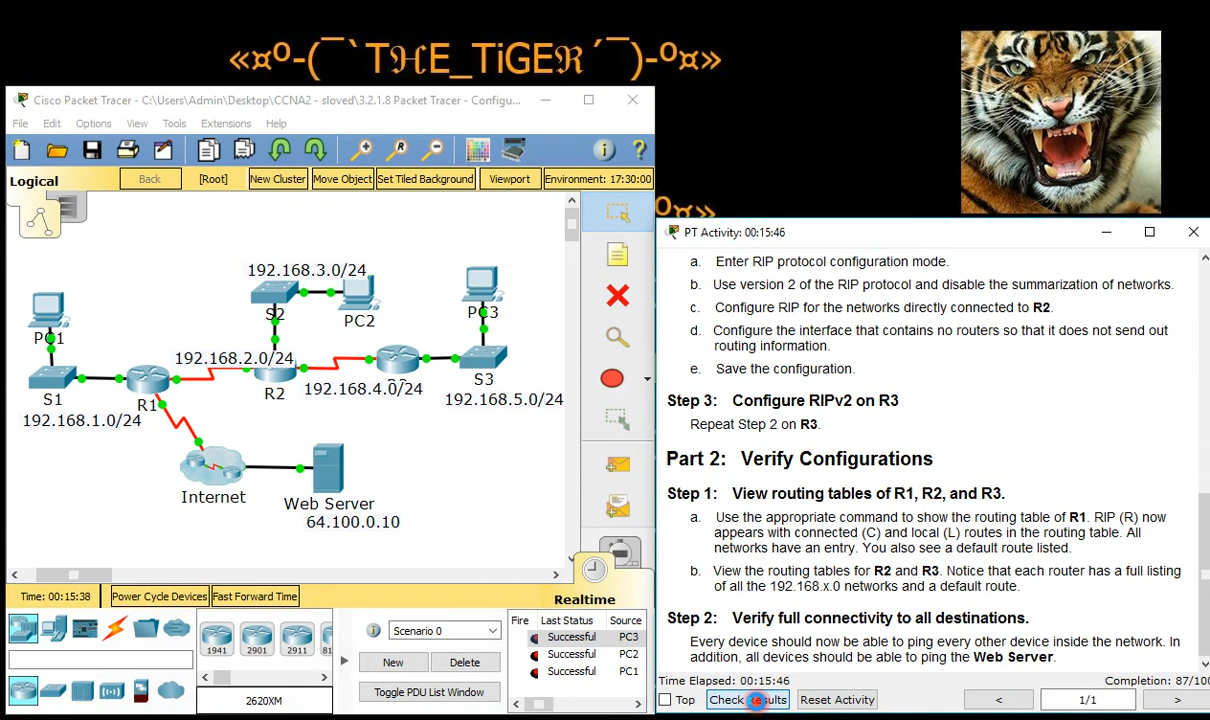 «¤º-(¯`TℋE_TiGEℜ´¯)-º¤»
º¤»
Cisco Packet Tracer - C:\Users\Admin\Desktop\CCNA2 - sloved\3.2.1.8 Packet Tracer - Configu...
File Edit Options View Tools Extensions Help
Logical Back [Root] New Cluster Move Object Set Tiled Background Viewport Environment: 17:30:00
192.168.3.0/24
S2
PC2
PC3
PC1
192.168.2.0/24
S1
R1
R2
192.168.4.0/24
S3
192.168.1.0/24
192.168.5.0/24
Internet
Web Server
64.100.0.10
Time: 00:15:38 Power Cycle Devices Fast Forward Time Realtime
1941 2901 2911 81
2620XM
Scenario 0
New Delete
Toggle PDU List Window
Fire Last Status Source
Successful PC3
Successful PC2
Successful PC1
PT Activity: 00:15:46
a. Enter RIP protocol configuration mode.
b. Use version 2 of the RIP protocol and disable the summarization of networks.
c. Configure RIP for the networks directly connected to R2.
d. Configure the interface that contains no routers so that it does not send out
routing information.
e. Save the configuration.
Step 3: Configure RIPv2 on R3
Repeat Step 2 on R3.
Part 2: Verify Configurations
Step 1: View routing tables of R1, R2, and R3.
a. Use the appropriate command to show the routing table of R1. RIP (R) now
appears with connected (C) and local (L) routes in the routing table. All
networks have an entry. You also see a default route listed.
b. View the routing tables for R2 and R3. Notice that each router has a full listing
of all the 192.168.x.0 networks and a default route.
Step 2: Verify full connectivity to all destinations.
Every device should now be able to ping every other device inside the network. In
addition, all devices should be able to ping the Web Server.
Time Elapsed: 00:15:46 Completion: 87/100
Top Check Results Reset Activity < 1/1 >